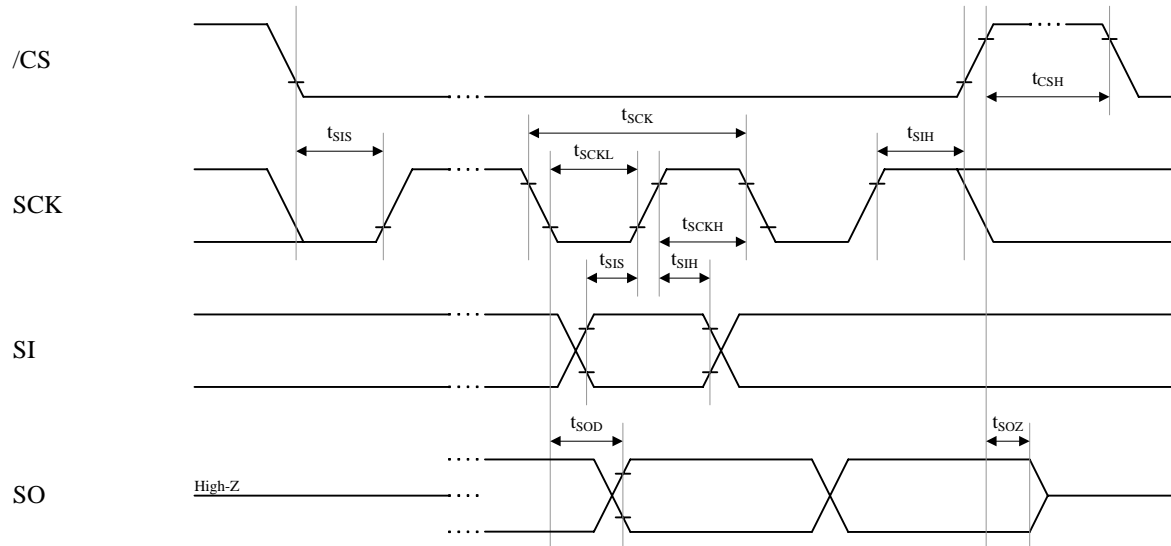 /CS
tCSH
tSCK
tSIS
tSCKL
tSIH
SCK
tSCKH
tSIS
tSIH
SI
tSOD
tSOZ
High-Z
SO